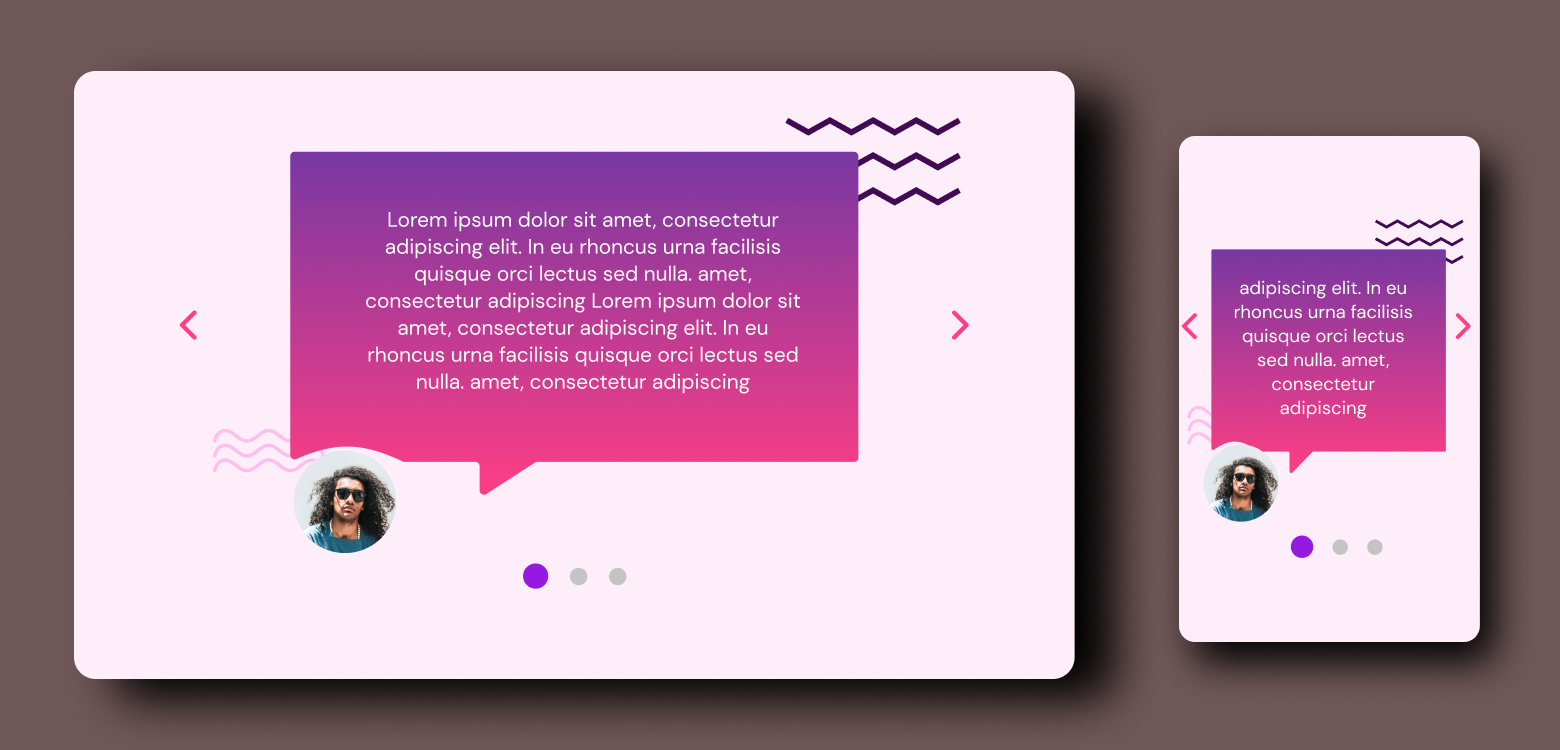 Lorem ipsum dolor sit amet, consectetur
adipiscing elit. In eu rhoncus urna facilisis
quisque orci lectus sed nulla. amet,
consectetur adipiscing Lorem ipsum dolor sit
amet, consectetur adipiscing elit. In eu
rhoncus urna facilisis quisque orci lectus sed
nulla. amet, consectetur adipiscing
adipiscing elit. In eu
rhoncus urna facilisis
quisque orci lectus
sed nulla. amet,
consectetur
adipiscing